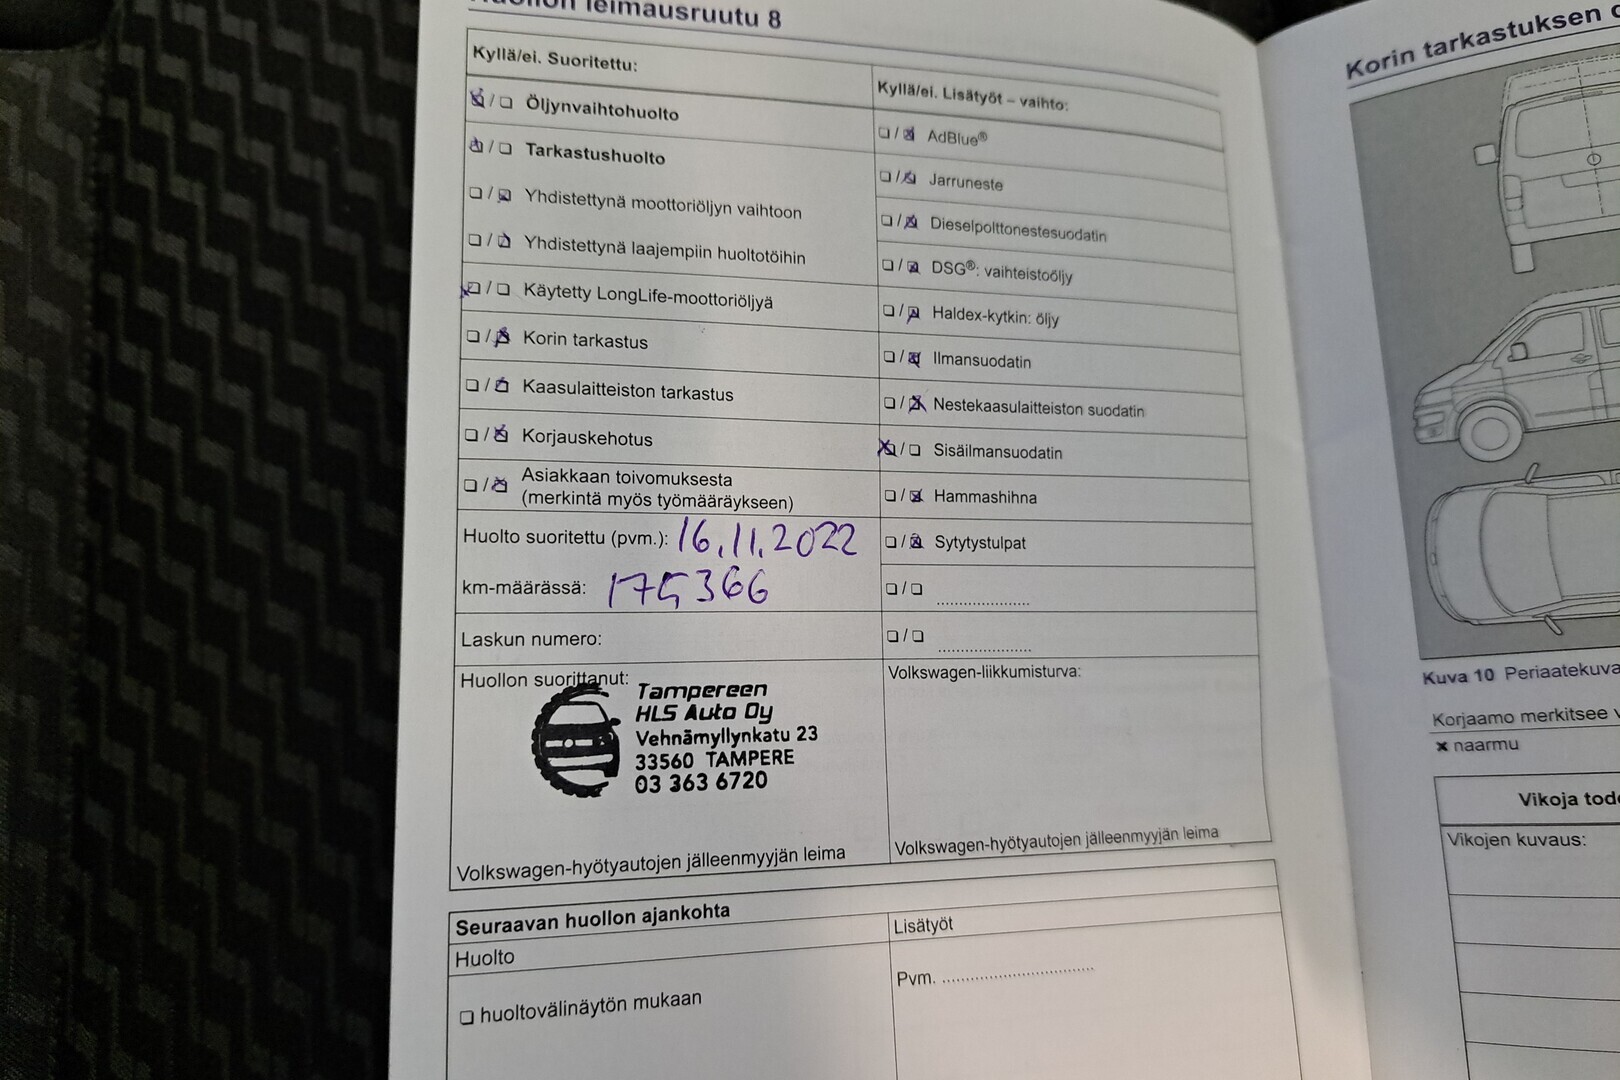 Huollon leimausruutu 8
Kyllä/ei. Suoritettu:
Öljynvaihtohuolto
Tarkastushuolto
Yhdistettynä moottoriöljyn vaihtoon
Yhdistettynä laajempiin huoltotöihin
Käytetty LongLife-moottoriöljyä
Korin tarkastus
Kaasulaitteiston tarkastus
Korjauskehotus
Asiakkaan toivomuksesta
(merkintä myös työmääräykseen)
Huolto suoritettu (pvm.): 16.11.2022
km-määrässä: 175366
Laskun numero:
Huollon suorittanut:
Tampereen
HLS Auto Oy
Vehnämyllynkatu 23
33560 TAMPERE
03 363 6720
Volkswagen-hyötyautojen jälleenmyyjän leima
Kyllä/ei. Lisätyöt – vaihto:
AdBlue®
Jarruneste
Dieselpolttonestesuodatin
DSG®: vaihteistoöljy
Haldex-kytkin: öljy
Ilmansuodatin
Nestekaasulaitteiston suodatin
Sisäilmansuodatin
Hammashihna
Sytytystulpat
Volkswagen-liikkumisturva:
Volkswagen-hyötyautojen jälleenmyyjän leima
Seuraavan huollon ajankohta
Huolto
huoltovälinäytön mukaan
Lisätyöt
Pvm.
Korin tarkastuksen
Kuva 10 Periaatekuva
Korjaamo merkitsee
naarmu
Vikoja
Vikojen kuvaus: